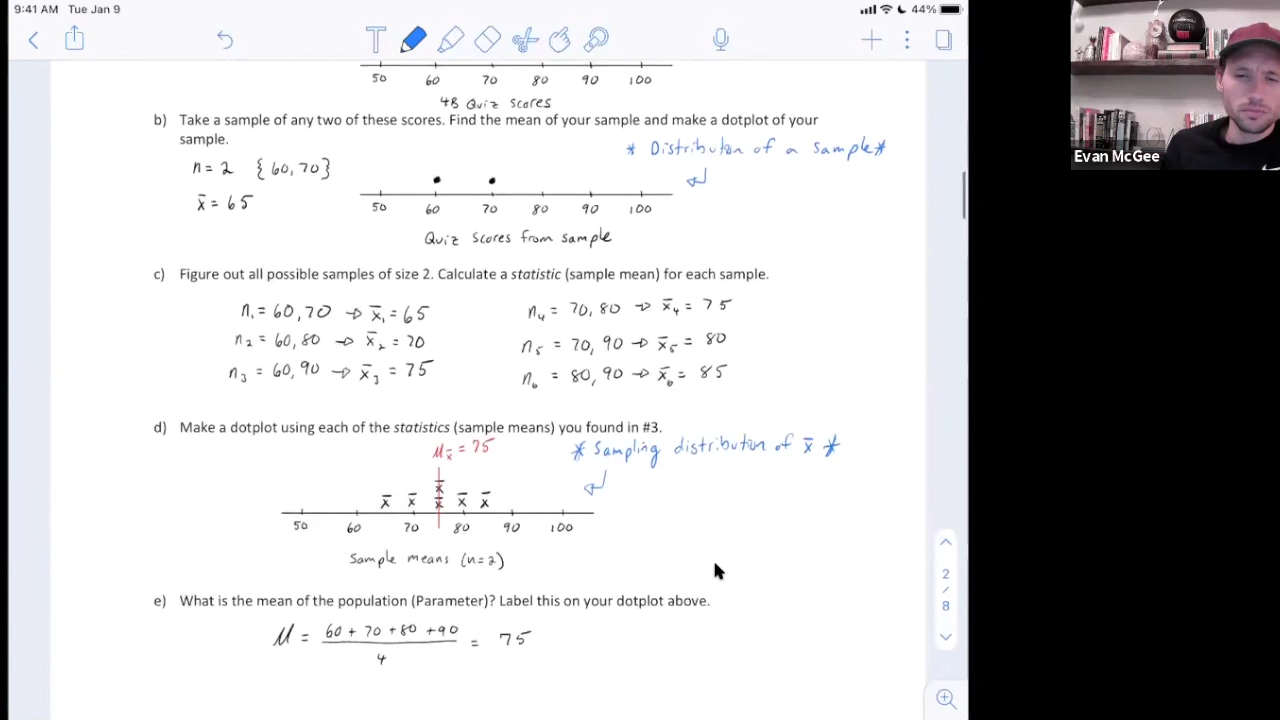 9:41 AM Tue Jan 9
44%
50 60 70 80 90 100
4B Quiz Scores
b) Take a sample of any two of these scores. Find the mean of your sample and make a dotplot of your
sample.
* Distribution of a sample *
n = 2 {60, 70}
x̄ = 65
50 60 70 80 90 100
Quiz Scores from sample
c) Figure out all possible samples of size 2. Calculate a statistic (sample mean) for each sample.
n₁ = 60, 70 → x̄₁ = 65
n₂ = 60, 80 → x̄₂ = 70
n₃ = 60, 90 → x̄₃ = 75
n₄ = 70, 80 → x̄₄ = 75
n₅ = 70, 90 → x̄₅ = 80
n₆ = 80, 90 → x̄₆ = 85
d) Make a dotplot using each of the statistics (sample means) you found in #3.
μx̄ = 75
* Sampling distribution of x̄ *
x̄
x̄ x̄ x̄ x̄ x̄
50 60 70 80 90 100
Sample means (n=2)
e) What is the mean of the population (Parameter)? Label this on your dotplot above.
μ = 60 + 70 + 80 + 90 / 4 = 75
2
/
8
Evan McGee